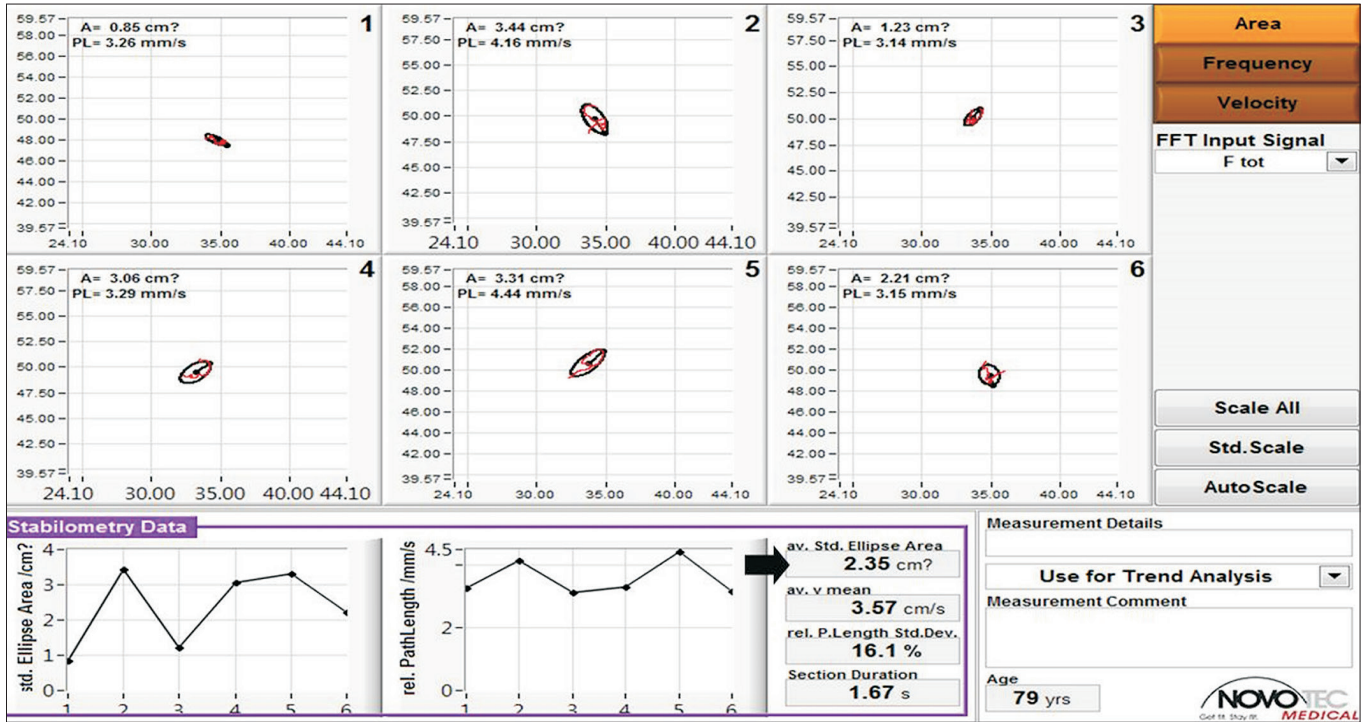 1
A= 0.85 cm?
PL= 3.26 mm/s
59.57
58.00
56.00
54.00
52.00
50.00
48.00
46.00
44.00
42.00
39.57
24.10 30.00 35.00 40.00 44.10
2
A= 3.44 cm?
PL= 4.16 mm/s
59.57
57.50
55.00
52.50
50.00
47.50
45.00
42.50
39.57
24.10 30.00 35.00 40.00 44.10
3
A= 1.23 cm?
PL= 3.14 mm/s
59.57
57.50
55.00
52.50
50.00
47.50
45.00
42.50
39.57
24.10 30.00 35.00 40.00 44.10
Area
Frequency
Velocity
FFT Input Signal
F tot
4
A= 3.06 cm?
PL= 3.29 mm/s
59.57
57.50
55.00
52.50
50.00
47.50
45.00
42.50
39.57
24.10 30.00 35.00 40.00 44.10
5
A= 3.31 cm?
PL= 4.44 mm/s
59.57
58.00
56.00
54.00
52.00
50.00
48.00
46.00
44.00
42.00
39.57
24.10 30.00 35.00 40.00 44.10
6
A= 2.21 cm?
PL= 3.15 mm/s
59.57
58.00
56.00
54.00
52.00
50.00
48.00
46.00
44.00
42.00
39.57
24.10 30.00 35.00 40.00 44.10
Scale All
Std.Scale
AutoScale
Stabilometry Data
std. Ellipse Area /cm?
4
3
2
1
0
1 2 3 4 5 6
rel. PathLength /mm/s
4.5
2
0
1 2 3 4 5 6
av. Std. Ellipse Area
2.35 cm?
av. v mean
3.57 cm/s
rel. P.Length Std.Dev.
16.1 %
Section Duration
1.67 s
Measurement Details
Use for Trend Analysis
Measurement Comment
Age
79 yrs
NOVOTEC
Get fit. Stay fit. MEDICAL